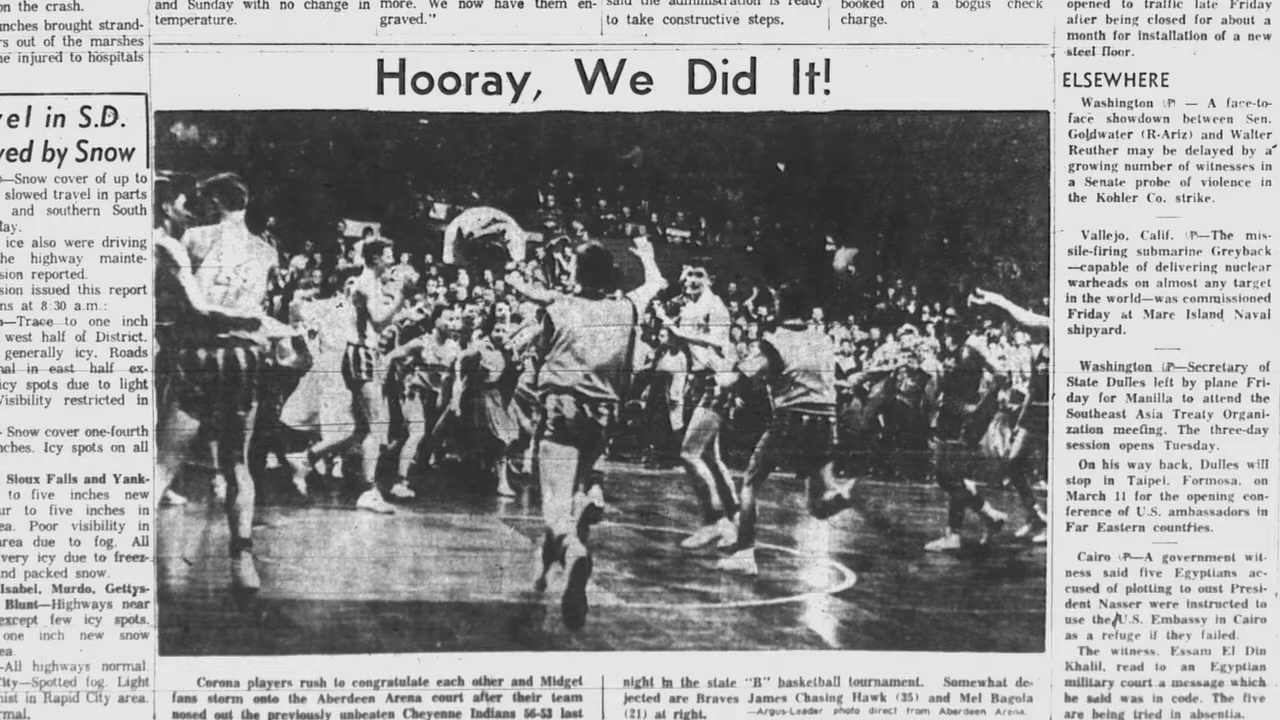 on the crash.
nches brought strand-
rs out of the marshes
he injured to hospitals
el in S.D.
ed by Snow
—Snow cover of up to
slowed travel in parts
and southern South
ice also were driving
he highway mainte-
sion reported.
sion issued this report
ns at 8:30 a.m.:
—Trace to one inch
west half of District.
generally icy. Roads
al in east half ex-
icy spots due to light
Visibility restricted in
Snow cover one-fourth
nches. Icy spots on all
Sioux Falls and Yank-
to five inches new
ur to five inches in
ea. Poor visibility in
area due to fog. All
very icy due to freez-
nd packed snow.
Isabel, Murdo, Gettys-
Blunt—Highways near
except few icy spots.
one inch new snow
ea.
—All highways normal.
City—Spotted fog. Light
mist in Rapid City area.
rmal.
and Sunday with no change in
temperature.
more. We now have them en-
graved."
said the administration is ready
to take constructive steps.
booked on a bogus check
charge.
Hooray, We Did It!
Corona players rush to congratulate each other and Midget
fans storm onto the Aberdeen Arena court after their team
nosed out the previously unbeaten Cheyenne Indians 56-53 last
night in the state "B" basketball tournament. Somewhat de-
jected are Braves James Chasing Hawk (35) and Mel Bagola
(21) at right. —Argus-Leader photo direct from Aberdeen Arena.
opened to traffic late Friday
after being closed for about a
month for installation of a new
steel floor.
ELSEWHERE
Washington (AP) — A face-to-
face showdown between Sen.
Goldwater (R-Ariz) and Walter
Reuther may be delayed by a
growing number of witnesses in
a Senate probe of violence in
the Kohler Co. strike.
Vallejo, Calif. (AP)—The mis-
sile-firing submarine Greyback
—capable of delivering nuclear
warheads on almost any target
in the world—was commissioned
Friday at Mare Island Naval
shipyard.
Washington (AP)—Secretary of
State Dulles left by plane Fri-
day for Manilla to attend the
Southeast Asia Treaty Organi-
zation meeting. The three-day
session opens Tuesday.
On his way back, Dulles will
stop in Taipei, Formosa, on
March 11 for the opening con-
ference of U.S. ambassadors in
Far Eastern countries.
Cairo (AP)—A government wit-
ness said five Egyptians ac-
cused of plotting to oust Presi-
dent Nasser were instructed to
use the U.S. Embassy in Cairo
as a refuge if they failed.
The witness, Essam El Din
Khalil, read to an Egyptian
military court a message which
he said was in code. The five
are being tried in absentia.